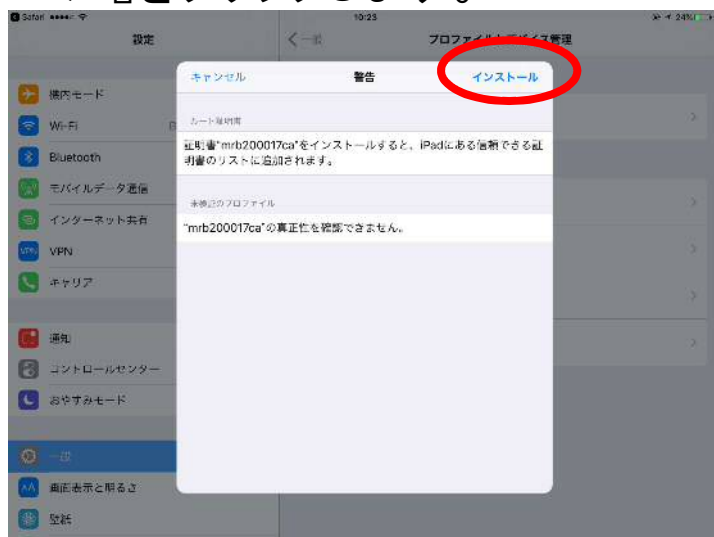 Safari 10:23 24%
設定 一般 プロファイルとデバイス管理
キャンセル 警告 インストール
機内モード
ルート証明書
Wi-Fi B
証明書"mrb200017ca"をインストールすると、iPadにある信頼できる証
明書のリストに追加されます。
Bluetooth
モバイルデータ通信
未検証のプロファイル
インターネット共有
"mrb200017ca"の真正性を確認できません。
VPN VPN
キャリア
通知
コントロールセンター
おやすみモード
一般
AA 画面表示と明るさ
壁紙